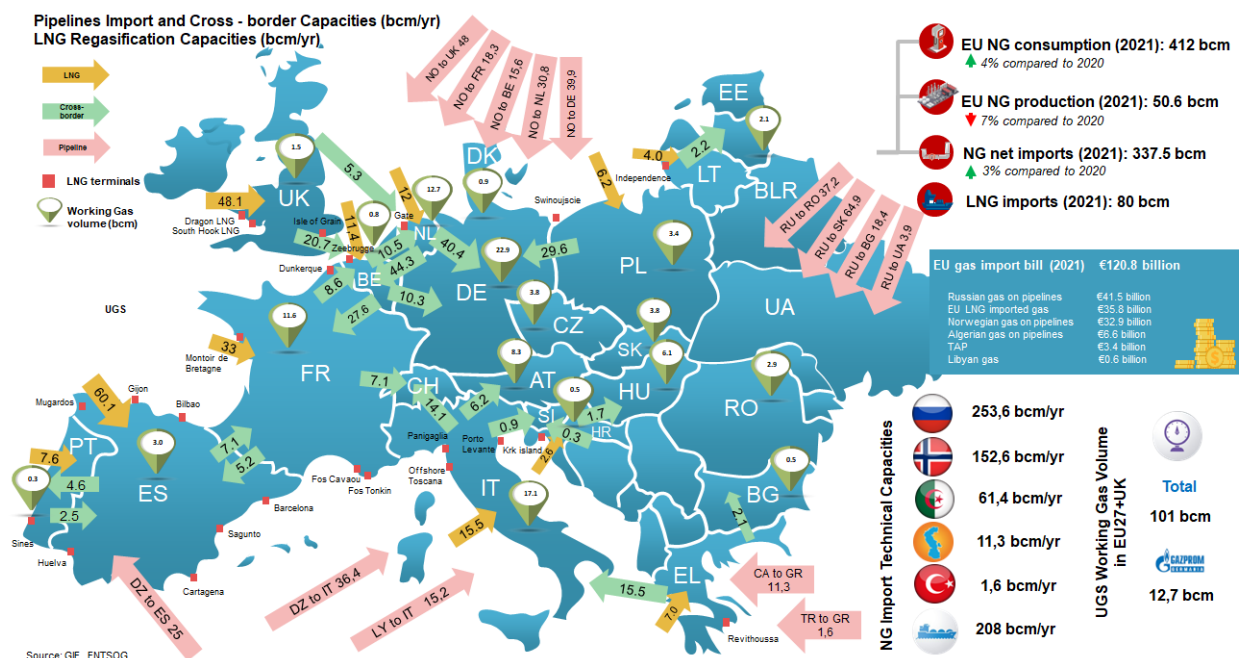 Pipelines Import and Cross - border Capacities (bcm/yr)
LNG Regasification Capacities (bcm/yr)
LNG
Cross-
border
Pipeline
LNG terminals
Working Gas
volume (bcm)
UGS
NO to UK 48
NO to FR 18,3
NO to BE 15,6
NO to NL 30,8
NO to DE 39,9
1.5
UK
5.3
48.1
Dragon LNG
South Hook LNG
Isle of Grain
20.7
Zeebrugge
Dunkerque
0.8
11.4
12
Gate
12.7
NL
10.5
40.4
44.3
BE
8.6
10.3
27.6
DK
0.9
22.9
DE
29.6
Swinoujscie
6.2
PL
3.4
4.0
Independence
2.2
EE
2.1
LT
BLR
RU to RO 37,2
RU to SK 64,9
RU to BG 18,4
RU to UA 3,9
UA
3.8
CZ
3.8
SK
6.1
HU
8.3
AT
11.6
FR
33
Montoir de
Bretagne
7.1
CH
14.1
6.2
Panigaglia
Porto
Levante
0.9
SI
0.5
1.7
0.3
HR
Krk island
2.6
2.9
RO
0.5
BG
2.1
60.1
Gijon
Mugardos
Bilbao
PT
7.6
3.0
ES
7.1
5.2
0.3
4.6
2.5
Sines
Huelva
Cartagena
Sagunto
Barcelona
Fos Cavaou
Fos Tonkin
Offshore
Toscana
IT
17.1
15.5
15.5
EL
7.0
Revithoussa
DZ to ES 25
DZ to IT 36,4
LY to IT 15,2
CA to GR
11,3
TR to GR
1,6
Source: GIE, ENTSOG
EU NG consumption (2021): 412 bcm
4% compared to 2020
EU NG production (2021): 50.6 bcm
7% compared to 2020
NG net imports (2021): 337.5 bcm
3% compared to 2020
LNG imports (2021): 80 bcm
EU gas import bill (2021) €120.8 billion
Russian gas on pipelines €41.5 billion
EU LNG imported gas €35.8 billion
Norwegian gas on pipelines €32.9 billion
Algerian gas on pipelines €6.6 billion
TAP €3.4 billion
Libyan gas €0.6 billion
NG Import Technical Capacities
253,6 bcm/yr
152,6 bcm/yr
61,4 bcm/yr
11,3 bcm/yr
1,6 bcm/yr
208 bcm/yr
UGS Working Gas Volume
in EU27+UK
Total
101 bcm
GAZPROM
GERMANIA
12,7 bcm